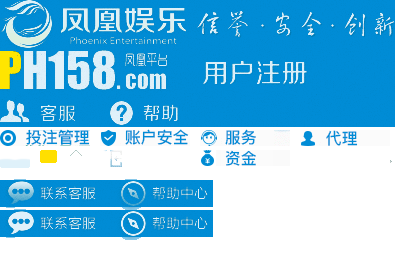 凤凰娱乐 信誉·安全·创新
Phoenix Entertainment
PH158.com 凤凰平台
用户注册
客服 帮助
投注管理 账户安全 服务 代理
资金
联系客服 帮助中心
联系客服 帮助中心